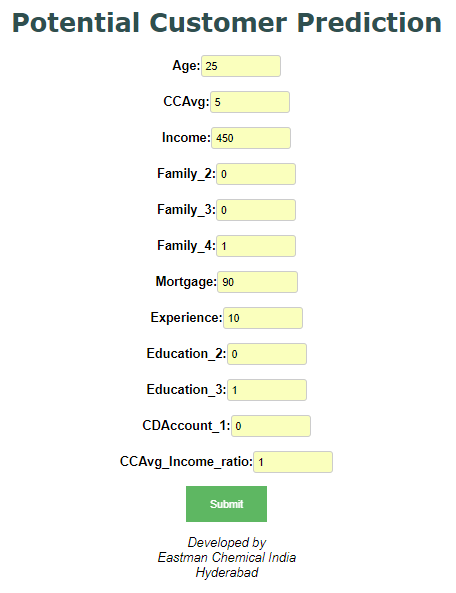 Potential Customer Prediction
Age: 25
CCAvg: 5
Income: 450
Family_2: 0
Family_3: 0
Family_4: 1
Mortgage: 90
Experience: 10
Education_2: 0
Education_3: 1
CDAccount_1: 0
CCAvg_Income_ratio: 1
Submit
Developed by
Eastman Chemical India
Hyderabad